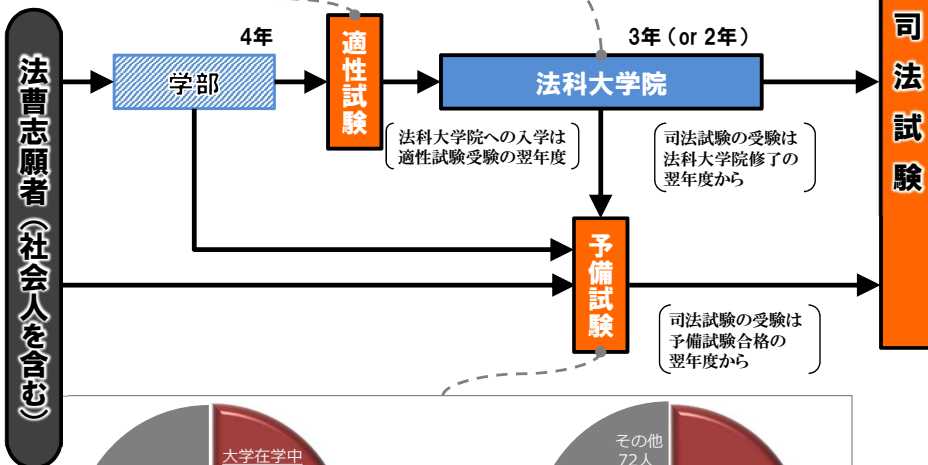 法曹志願者（社会人を含む）
4年
学部
適性試験
3年（or 2年）
法科大学院
法科大学院への入学は
適性試験受験の翌年度
司法試験の受験は
法科大学院修了の
翌年度から
予備試験
司法試験の受験は
予備試験合格の
翌年度から
司法試験
大学在学中
その他
72人